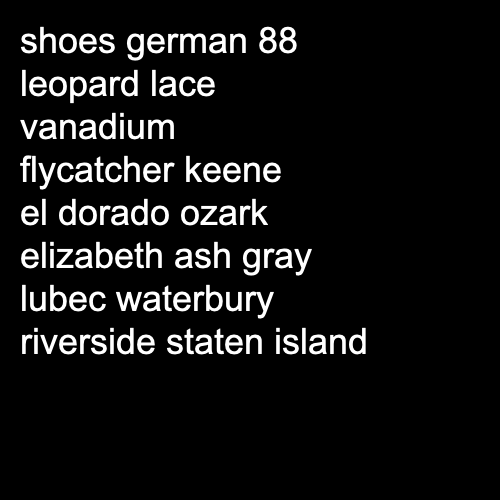 shoes german 88
leopard lace
vanadium
flycatcher keene
el dorado ozark
elizabeth ash gray
lubec waterbury
riverside staten island